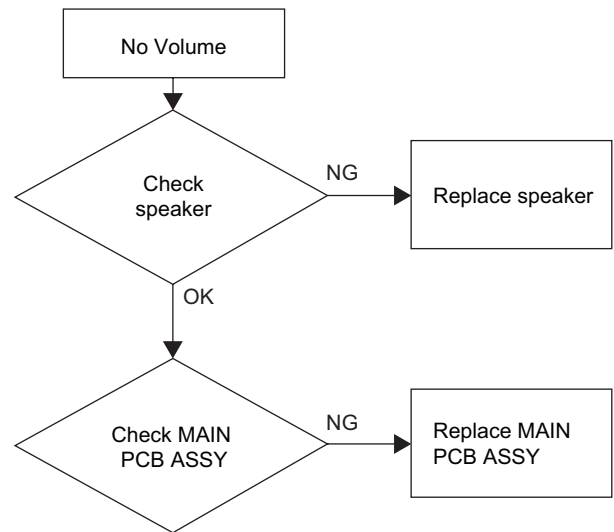 No Volume
Check
speaker
NG
Replace speaker
OK
Check MAIN
PCB ASSY
NG
Replace MAIN
PCB ASSY